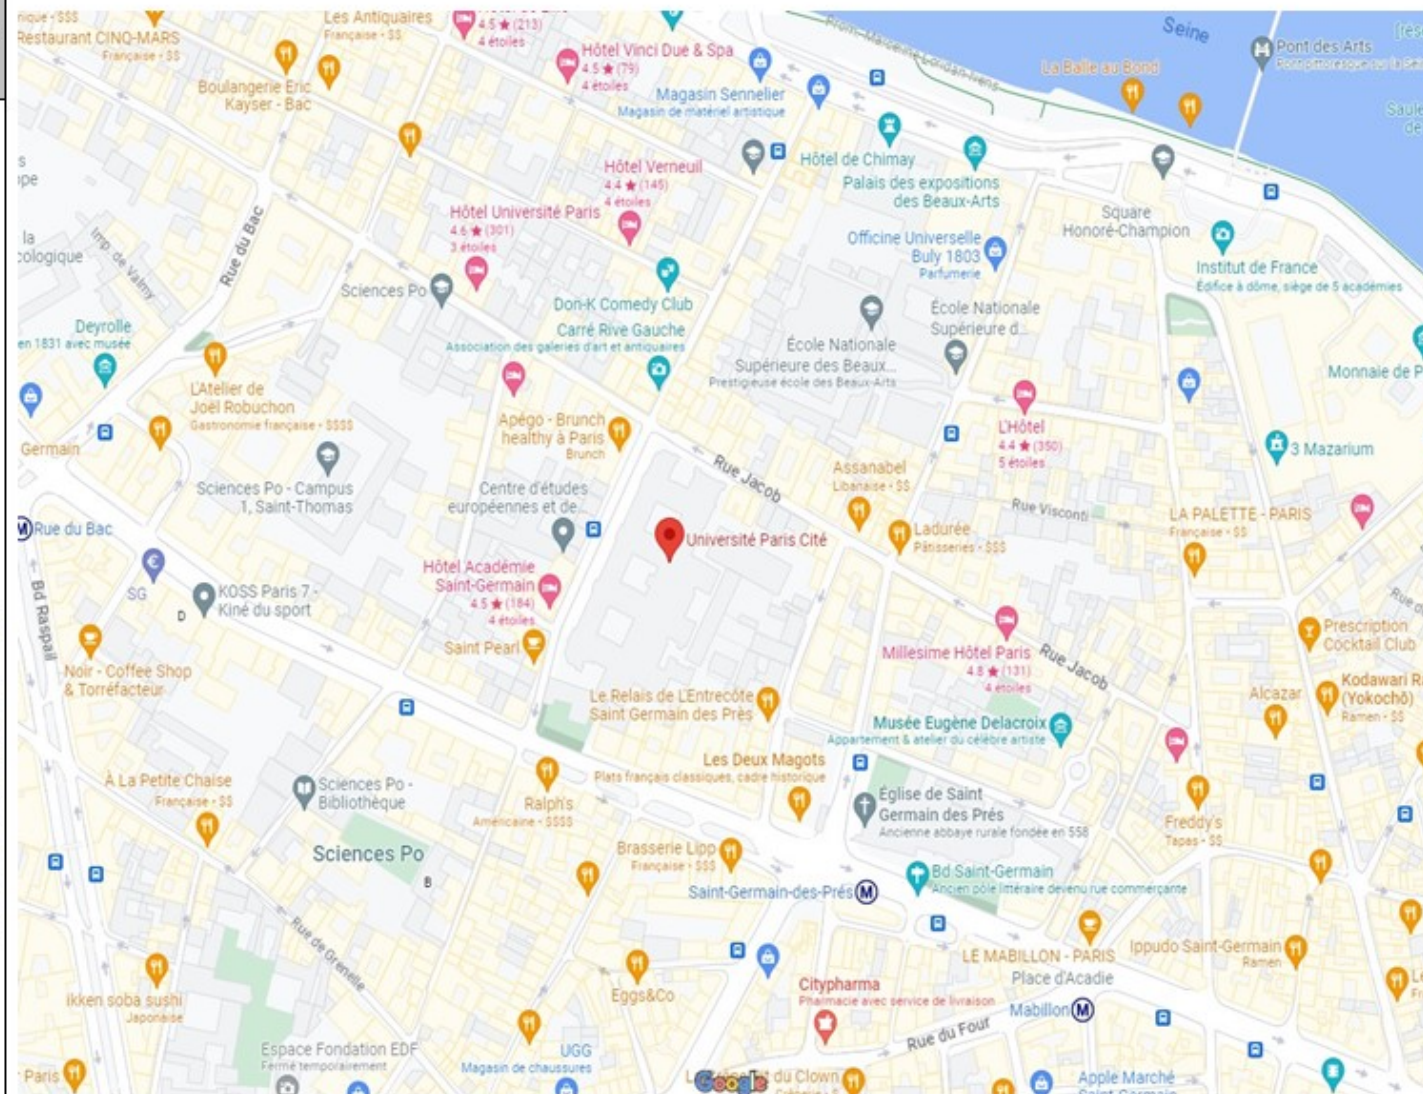 nique - $$$
Restaurant CINQ-MARS
Française - $$
Les Antiquaires
Française - $$
4.5 ★ (213)
4 étoiles
Hôtel Vinci Due & Spa
4.5 ★ (79)
4 étoiles
Boulangerie Eric
Kayser - Bac
Magasin Sennelier
Magasin de matériel artistique
Prom. Marceline Loridan-Ivens
Seine
La Balle au Bond
Pont des Arts
Hôtel de Chimay
Palais des expositions
des Beaux-Arts
Hôtel Verneuil
4.4 ★ (145)
4 étoiles
Hôtel Université Paris
4.6 ★ (301)
3 étoiles
Square
Honoré-Champion
Officine Universelle
Buly 1803
Parfumerie
Institut de France
Édifice à dôme, siège de 5 académies
la
cologique
Imp. de Valmy
Rue du Bac
Sciences Po
Don-K Comedy Club
Carré Rive Gauche
Association des galeries d'art et antiquaires
École Nationale
Supérieure d...
École Nationale
Supérieure des Beaux...
Prestigieuse école des Beaux-Arts
Deyrolle
en 1831 avec musée
Monnaie de P
L'Atelier de
Joël Robuchon
Gastronomie française - $$$$
Apégo - Brunch
healthy à Paris
Brunch
L'Hôtel
4.4 ★ (350)
5 étoiles
3 Mazarium
Germain
Sciences Po - Campus
1, Saint-Thomas
Centre d'études
européennes et de...
Rue Jacob
Assanabel
Libanaise - $$
Rue Visconti
LA PALETTE - PARIS
Française - $$
Rue du Bac
Université Paris Cité
Ladurée
Pâtisseries - $$$
SG
KOSS Paris 7 -
Kiné du sport
D
Hôtel Académie
Saint-Germain
4.5 ★ (184)
4 étoiles
Bd Raspail
Saint Pearl
Noir - Coffee Shop
& Torréfacteur
Millesime Hôtel Paris
4.8 ★ (131)
4 étoiles
Rue Jacob
Prescription
Cocktail Club
Le Relais de L'Entrecôte
Saint Germain des Près
Alcazar
Kodawari Ra
(Yokochō)
Ramen - $$
Musée Eugène Delacroix
Appartement & atelier du célèbre artiste
Les Deux Magots
Plats français classiques, cadre historique
À La Petite Chaise
Française - $$
Sciences Po -
Bibliothèque
Ralph's
Américaine - $$$$
Église de Saint
Germain des Prés
Ancienne abbaye rurale fondée en 558
Freddy's
Tapas - $$
Sciences Po
B
Brasserie Lipp
Française - $$$
Saint-Germain-des-Prés
Bd Saint-Germain
Ancien pôle littéraire devenu rue commerçante
Rue de Grenelle
LE MABILLON - PARIS
Ippudo Saint-Germain
Ramen
Place d'Acadie
ikken soba sushi
Japonaise
Eggs&Co
Citypharma
Pharmacie avec service de livraison
Mabillon
Rue du Four
Espace Fondation EDF
Fermé temporairement
UGG
Magasin de chaussures
Paris
Google
du Clown
Apple Marché